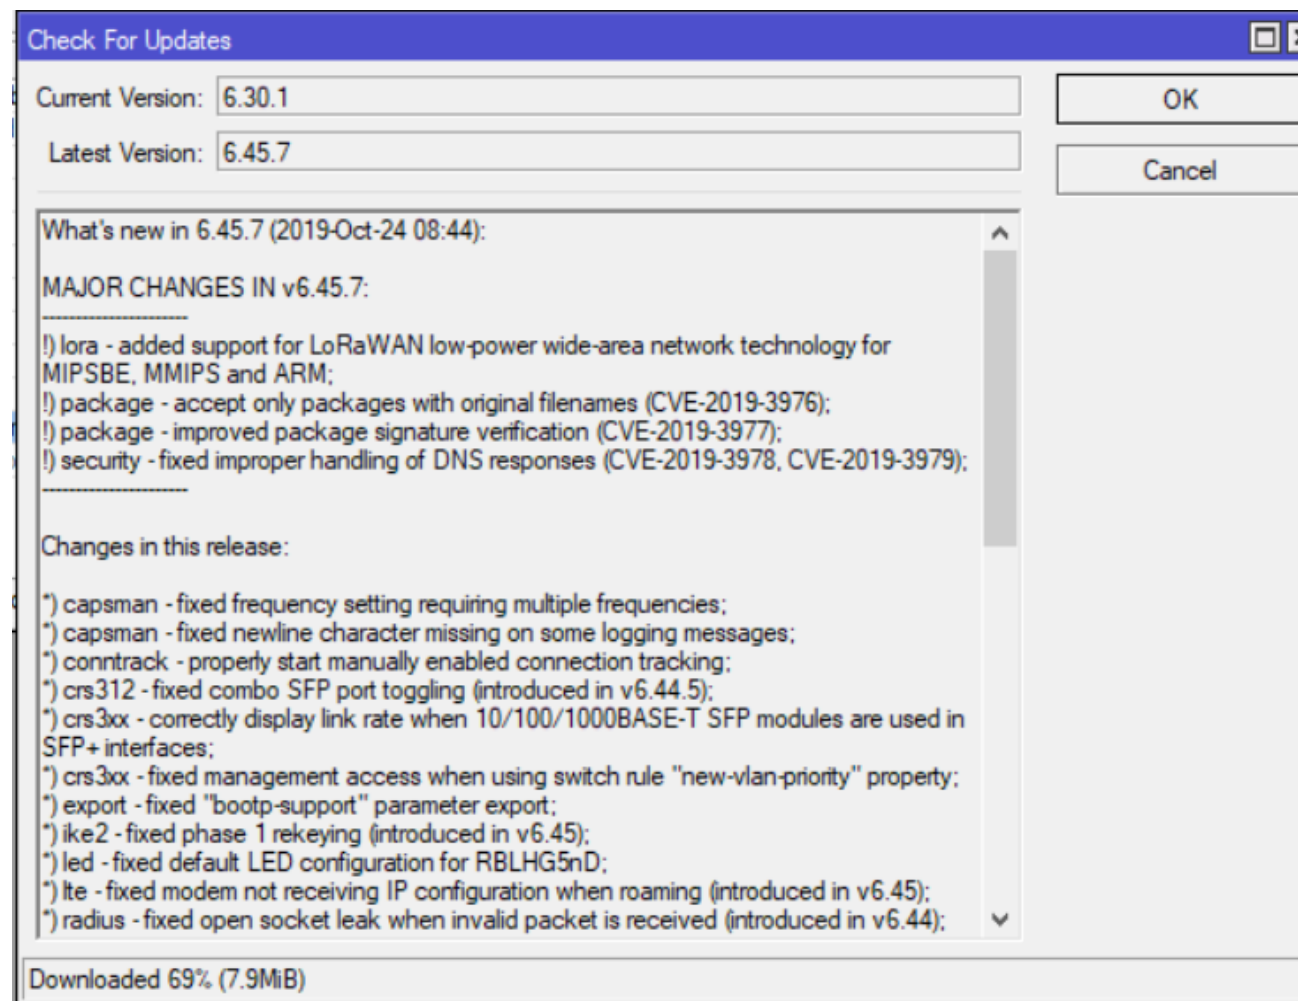 Check For Updates
Current Version: 6.30.1
OK
Latest Version: 6.45.7
Cancel
What's new in 6.45.7 (2019-Oct-24 08:44):
MAJOR CHANGES IN v6.45.7:
----------------------
!) lora - added support for LoRaWAN low-power wide-area network technology for
MIPSBE, MMIPS and ARM;
!) package - accept only packages with original filenames (CVE-2019-3976);
!) package - improved package signature verification (CVE-2019-3977);
!) security - fixed improper handling of DNS responses (CVE-2019-3978, CVE-2019-3979);
----------------------
Changes in this release:
*) capsman - fixed frequency setting requiring multiple frequencies;
*) capsman - fixed newline character missing on some logging messages;
*) conntrack - properly start manually enabled connection tracking;
*) crs312 - fixed combo SFP port toggling (introduced in v6.44.5);
*) crs3xx - correctly display link rate when 10/100/1000BASE-T SFP modules are used in
SFP+ interfaces;
*) crs3xx - fixed management access when using switch rule "new-vlan-priority" property;
*) export - fixed "bootp-support" parameter export;
*) ike2 - fixed phase 1 rekeying (introduced in v6.45);
*) led - fixed default LED configuration for RBLHG5nD;
*) lte - fixed modem not receiving IP configuration when roaming (introduced in v6.45);
*) radius - fixed open socket leak when invalid packet is received (introduced in v6.44);
Downloaded 69% (7.9MiB)